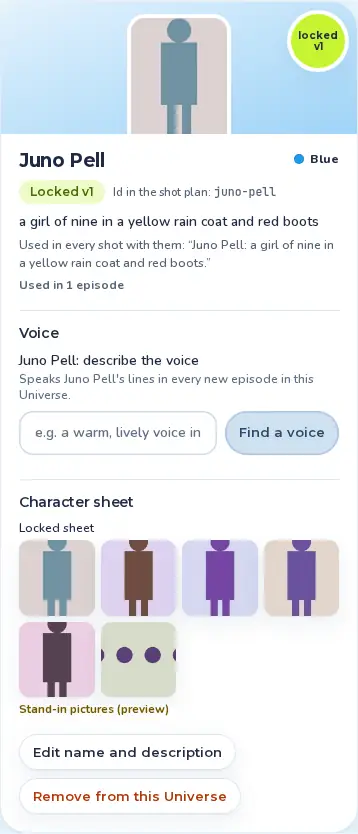 locked
v1
Juno Pell
Blue
Locked v1
Id in the shot plan: juno-pell
a girl of nine in a yellow rain coat and red boots
Used in every shot with them: “Juno Pell: a girl of nine in
a yellow rain coat and red boots.”
Used in 1 episode
Voice
Juno Pell: describe the voice
Speaks Juno Pell's lines in every new episode in this
Universe.
e.g. a warm, lively voice in
Find a voice
Character sheet
Locked sheet
Stand-in pictures (preview)
Edit name and description
Remove from this Universe